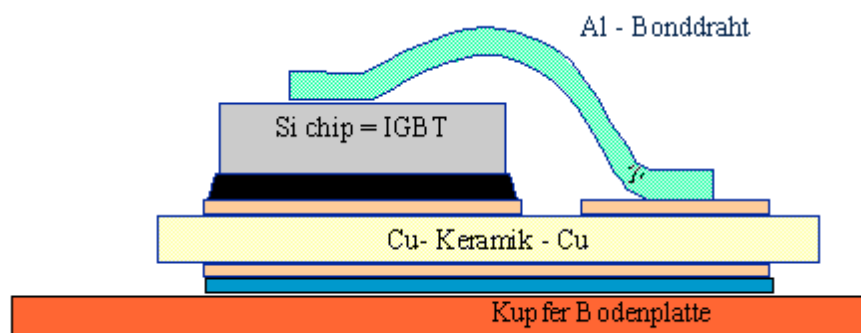 Al - Bonddraht
Si chip = IGBT
Cu- Keramik - Cu
Kupfer Bodenplatte